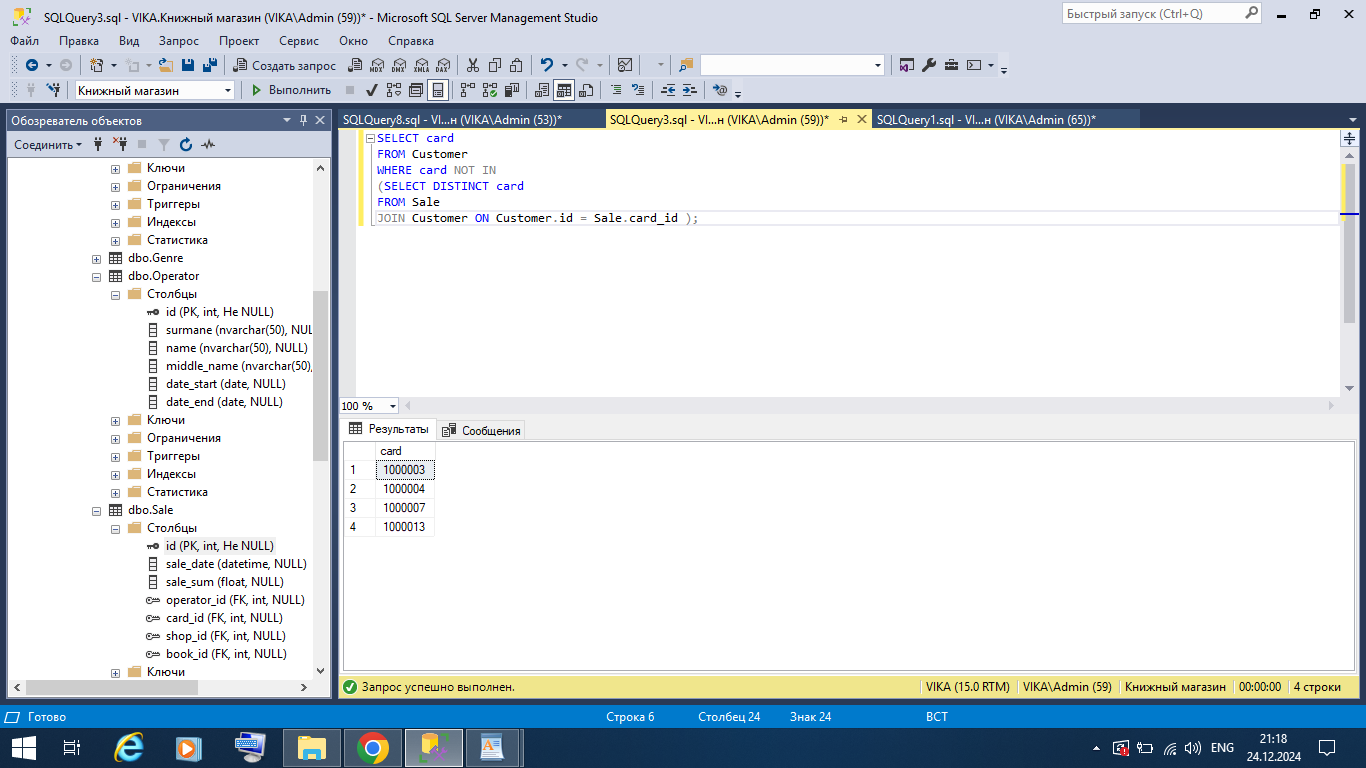 SQLQuery3.sql - VIKA.Книжный магазин (VIKA\Admin (59))* - Microsoft SQL Server Management Studio
Быстрый запуск (Ctrl+Q)
Файл Правка Вид Запрос Проект Сервис Окно Справка
Создать запрос MDX DMX XMLA DAX
Книжный магазин Выполнить
Обозреватель объектов
Соединить
Ключи
Ограничения
Триггеры
Индексы
Статистика
dbo.Genre
dbo.Operator
Столбцы
id (PK, int, Не NULL)
surmane (nvarchar(50), NUL
name (nvarchar(50), NULL)
middle_name (nvarchar(50),
date_start (date, NULL)
date_end (date, NULL)
Ключи
Ограничения
Триггеры
Индексы
Статистика
dbo.Sale
Столбцы
id (PK, int, Не NULL)
sale_date (datetime, NULL)
sale_sum (float, NULL)
operator_id (FK, int, NULL)
card_id (FK, int, NULL)
shop_id (FK, int, NULL)
book_id (FK, int, NULL)
Ключи
SQLQuery8.sql - VI...н (VIKA\Admin (53))* SQLQuery3.sql - VI...н (VIKA\Admin (59))* SQLQuery1.sql - VI...н (VIKA\Admin (65))*
SELECT card
FROM Customer
WHERE card NOT IN
(SELECT DISTINCT card
FROM Sale
JOIN Customer ON Customer.id = Sale.card_id );
100 %
Результаты Сообщения
card
1 1000003
2 1000004
3 1000007
4 1000013
Запрос успешно выполнен. VIKA (15.0 RTM) VIKA\Admin (59) Книжный магазин 00:00:00 4 строки
Готово Строка 6 Столбец 24 Знак 24 ВСТ
ENG 21:18
24.12.2024